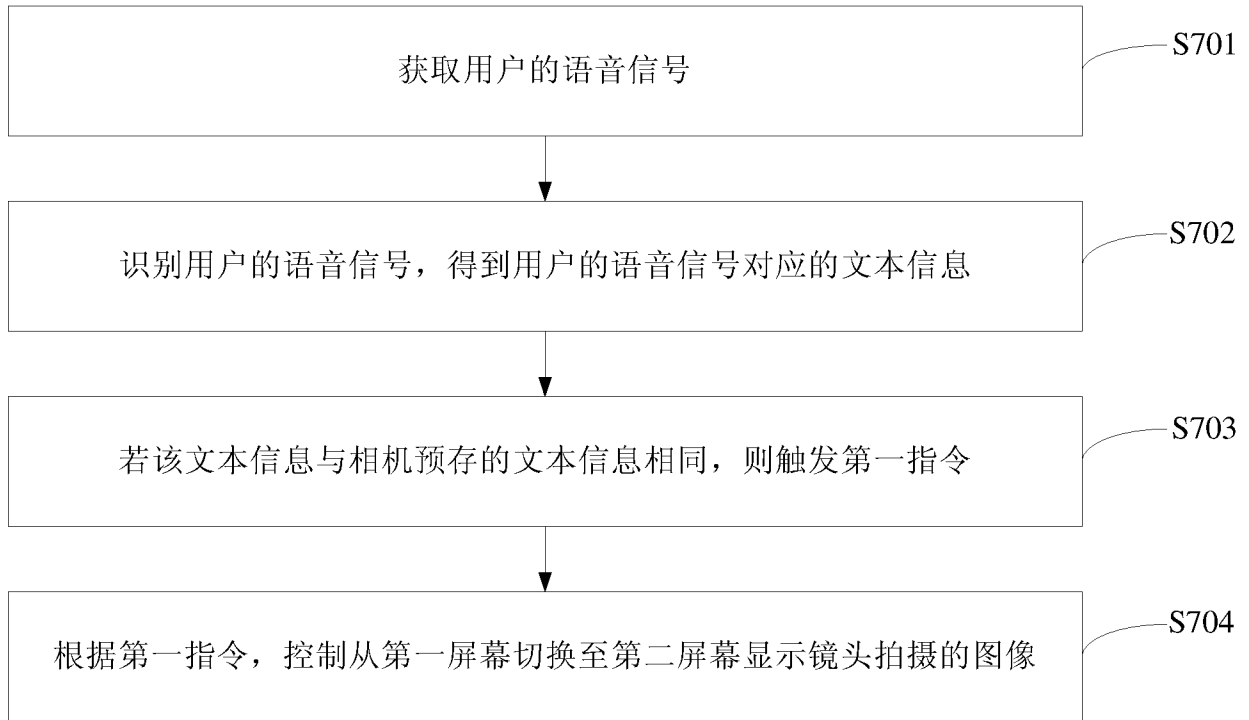 获取用户的语音信号
S701
识别用户的语音信号，得到用户的语音信号对应的文本信息
S702
若该文本信息与相机预存的文本信息相同，则触发第一指令
S703
根据第一指令，控制从第一屏幕切换至第二屏幕显示镜头拍摄的图像
S704